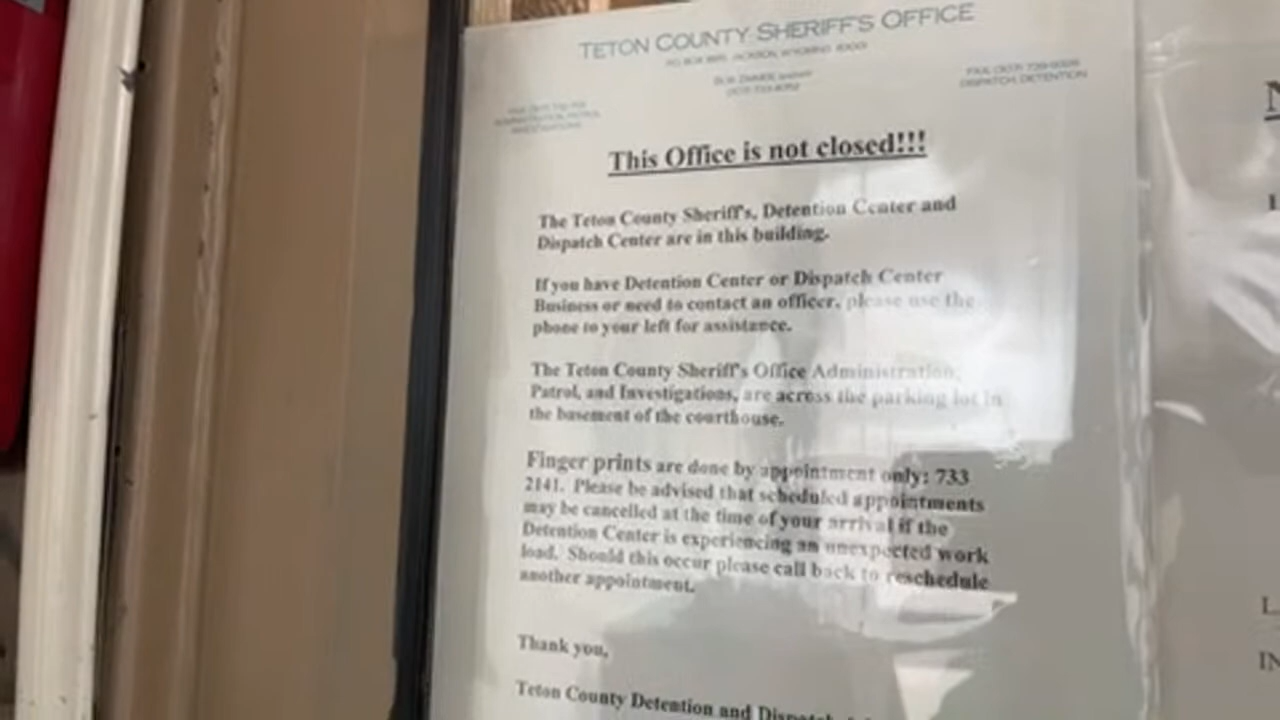 TETON COUNTY SHERIFF'S OFFICE
DISPATCH, DETENTION
This Office is not closed!!!
The Teton County Sheriff's, Detention Center and
Dispatch Center are in this building.
If you have Detention Center or Dispatch Center
Business or need to contact an officer, please use the
phone to your left for assistance.
The Teton County Sheriff's Office Administration,
Patrol, and Investigations, are across the parking lot in
the basement of the courthouse.
Finger prints are done by appointment only: 733
2141. Please be advised that scheduled appointments
may be cancelled at the time of your arrival if the
Detention Center is experiencing an unexpected work
load. Should this occur please call back to reschedule
another appointment.
Thank you,
Teton County Detention and